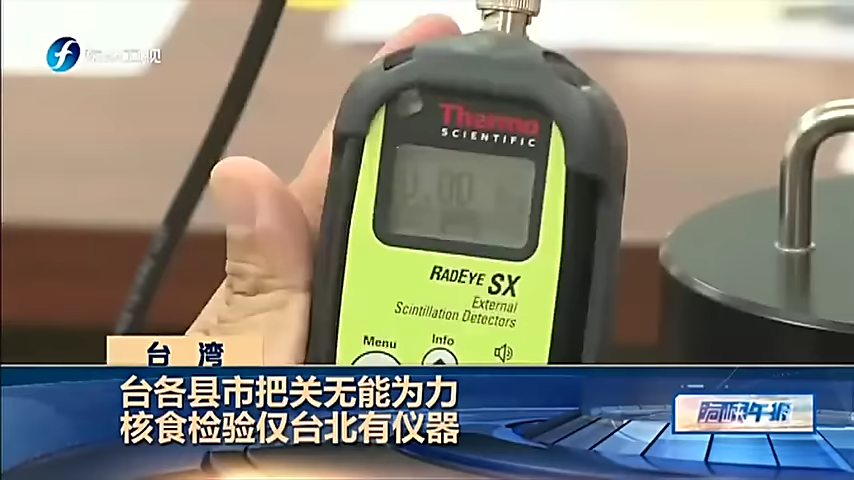 Thermo
SCIENTIFIC
0.00
RADEYE SX
External
Scintillation Detectors
Menu
Info
台湾
台各县市把关无能为力
核食检验仅台北有仪器
海峡午报